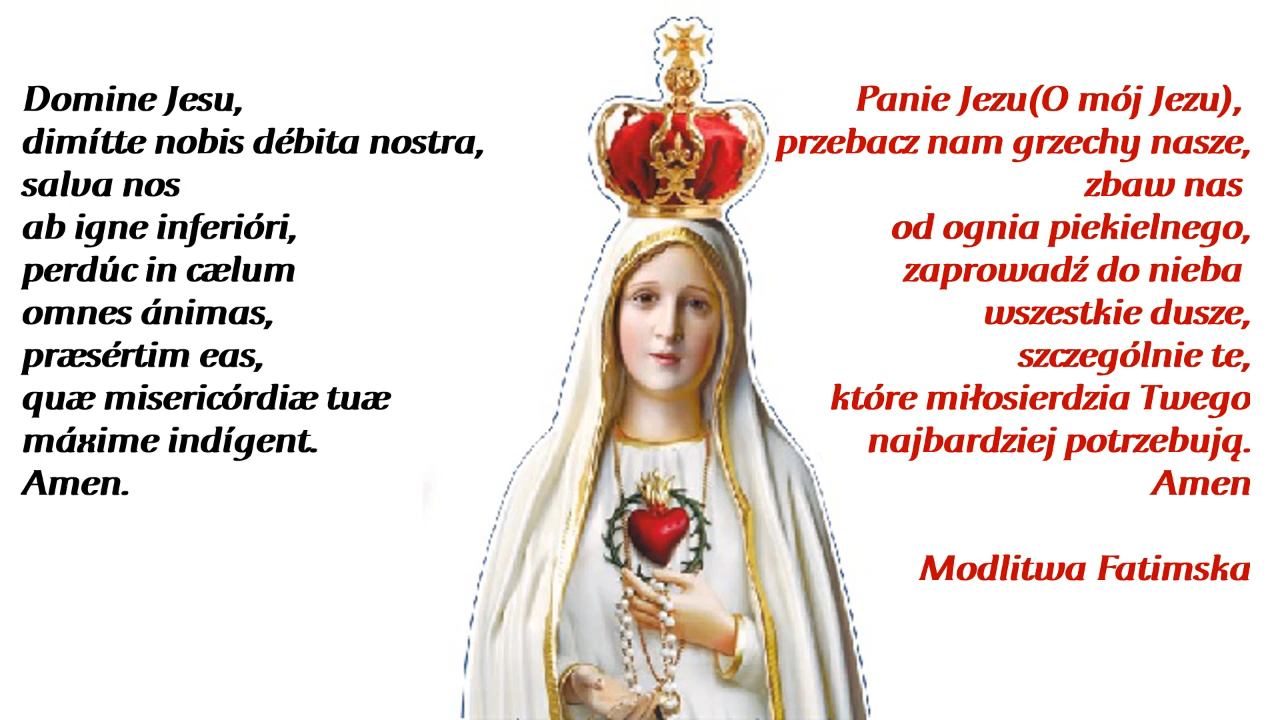 Domine Jesu,
dimítte nobis débita nostra,
salva nos
ab igne inferióri,
perdúc in cælum
omnes ánimas,
præsértim eas,
quæ misericórdiæ tuæ
máxime indígent.
Amen.
Panie Jezu(O mój Jezu),
przebacz nam grzechy nasze,
zbaw nas
od ognia piekielnego,
zaprowadź do nieba
wszestkie dusze,
szczególnie te,
które miłosierdzia Twego
najbardziej potrzebują.
Amen
Modlitwa Fatimska